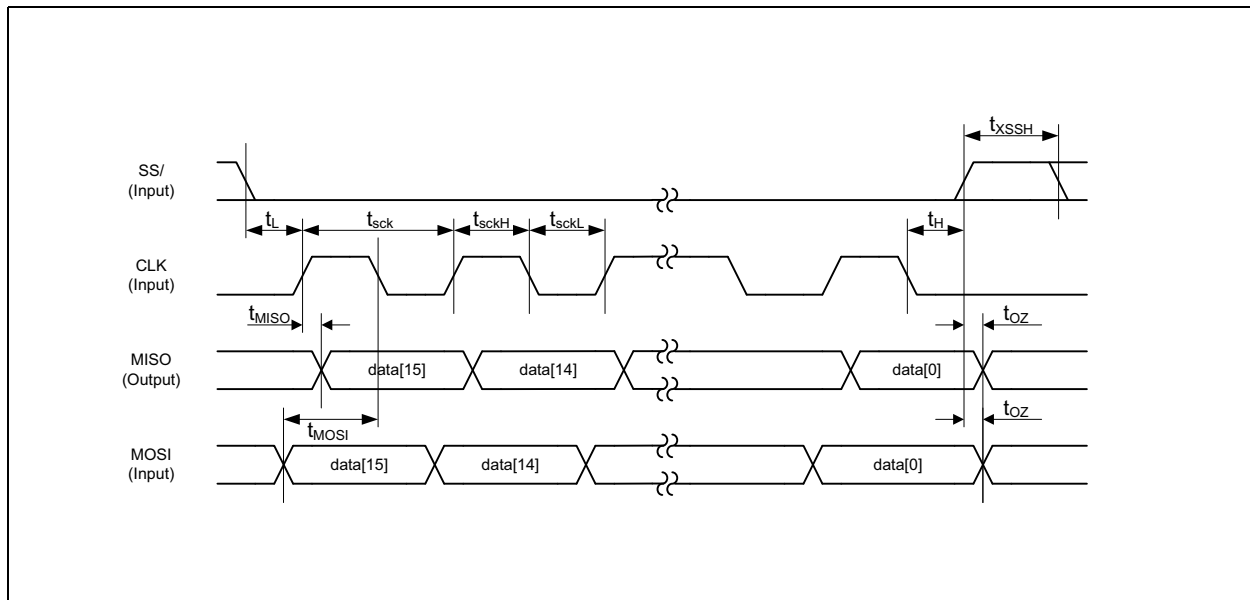 tXSSH
SS/
(Input)
tL
tsck
tsckH
tsckL
tH
CLK
(Input)
tMISO
tOZ
MISO
(Output)
data[15]
data[14]
data[0]
tMOSI
tOZ
MOSI
(Input)
data[15]
data[14]
data[0]